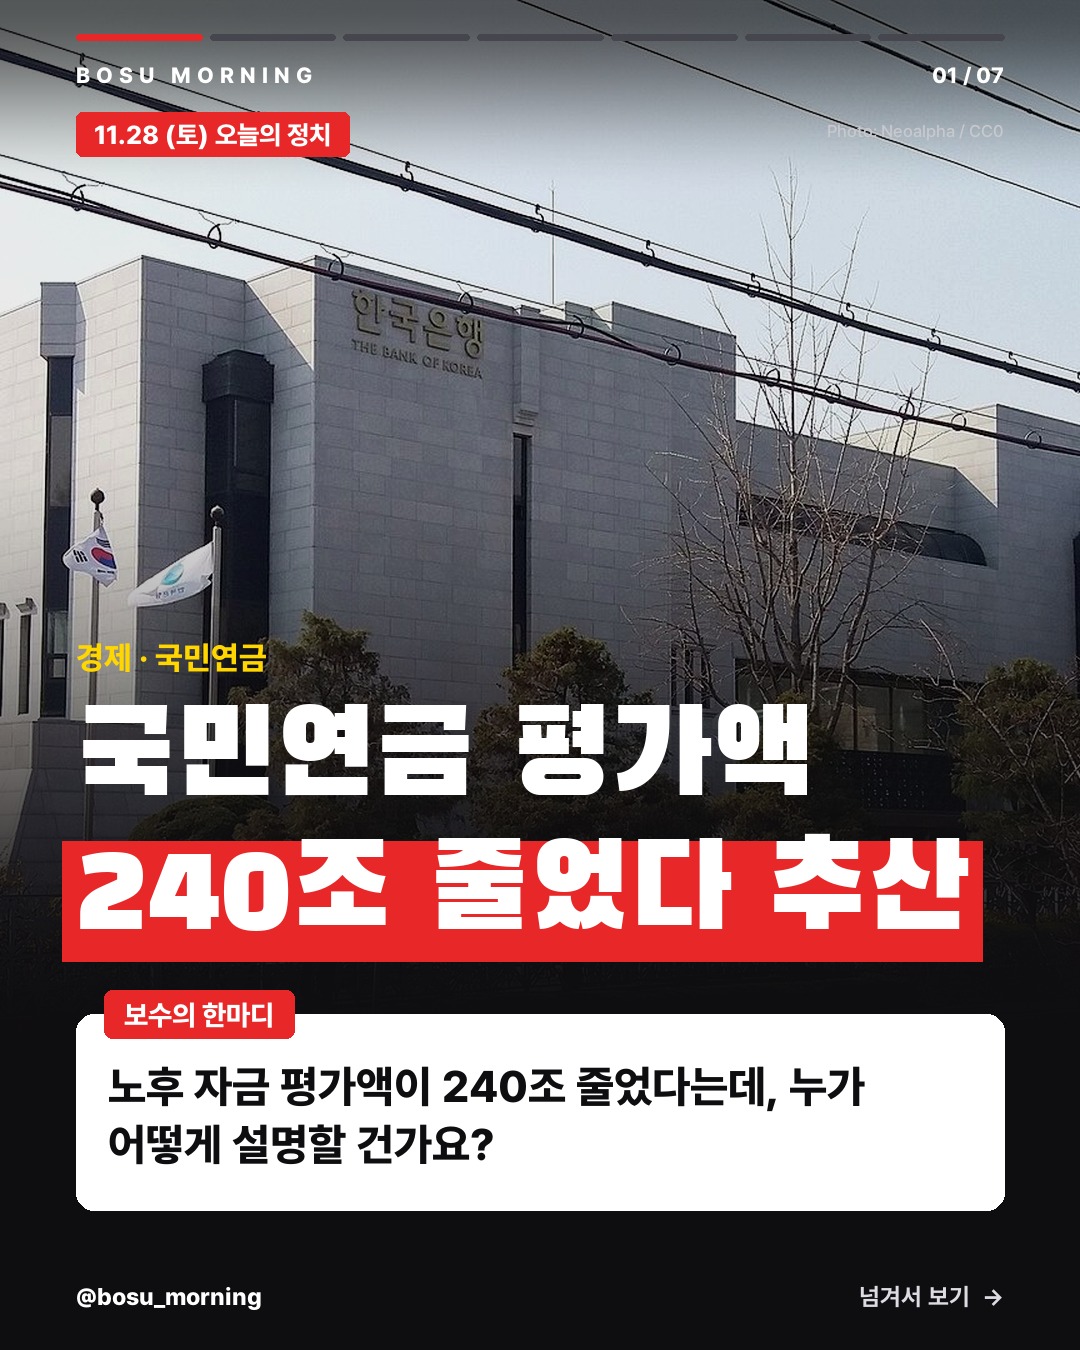 BOSU MORNING
01 / 07
11.28 (토) 오늘의 정치
Photo: Neoalpha / CC0
한국은행
THE BANK OF KOREA
경제 · 국민연금
국민연금 평가액
240조 줄었다 추산
보수의 한마디
노후 자금 평가액이 240조 줄었다는데, 누가
어떻게 설명할 건가요?
@bosu_morning
넘겨서 보기 →